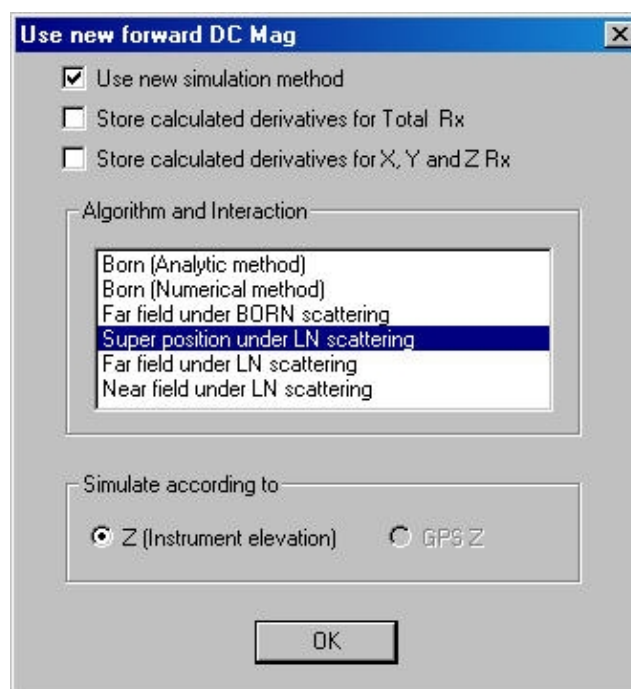 Use new forward DC Mag
Use new simulation method
Store calculated derivatives for Total Rx
Store calculated derivatives for X, Y and Z Rx
Algorithm and Interaction
Born (Analytic method)
Born (Numerical method)
Far field under BORN scattering
Super position under LN scattering
Far field under LN scattering
Near field under LN scattering
Simulate according to
Z (Instrument elevation) GPS Z
OK